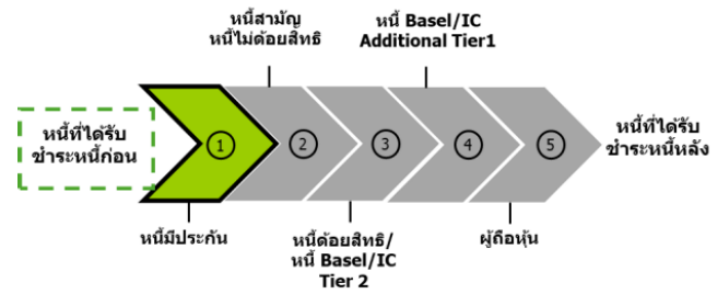 หนี้สามัญ
หนี้ไม่ด้อยสิทธิ
หนี้ Basel/IC
Additional Tier1
หนี้ที่ได้รับ
ชำระหนี้ก่อน
1
2
3
4
5
หนี้ที่ได้รับ
ชำระหนี้หลัง
หนี้มีประกัน
หนี้ด้อยสิทธิ/
หนี้ Basel/IC
Tier 2
ผู้ถือหุ้น